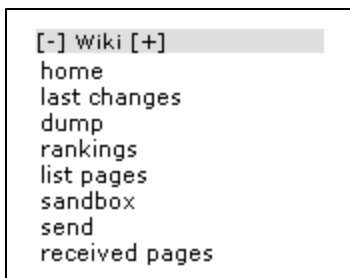 [-] Wiki [+]
home
last changes
dump
rankings
list pages
sandbox
send
received pages